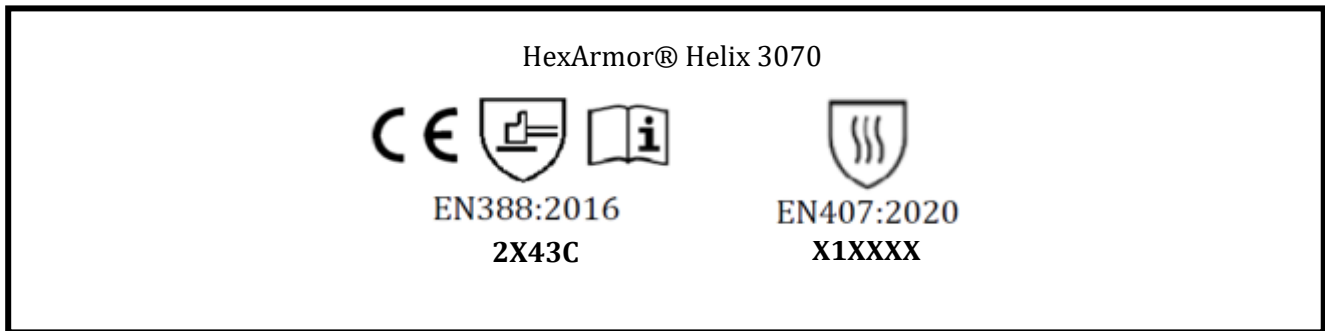 HexArmor® Helix 3070
CE
i
EN388:2016
2X43C
EN407:2020
X1XXXX